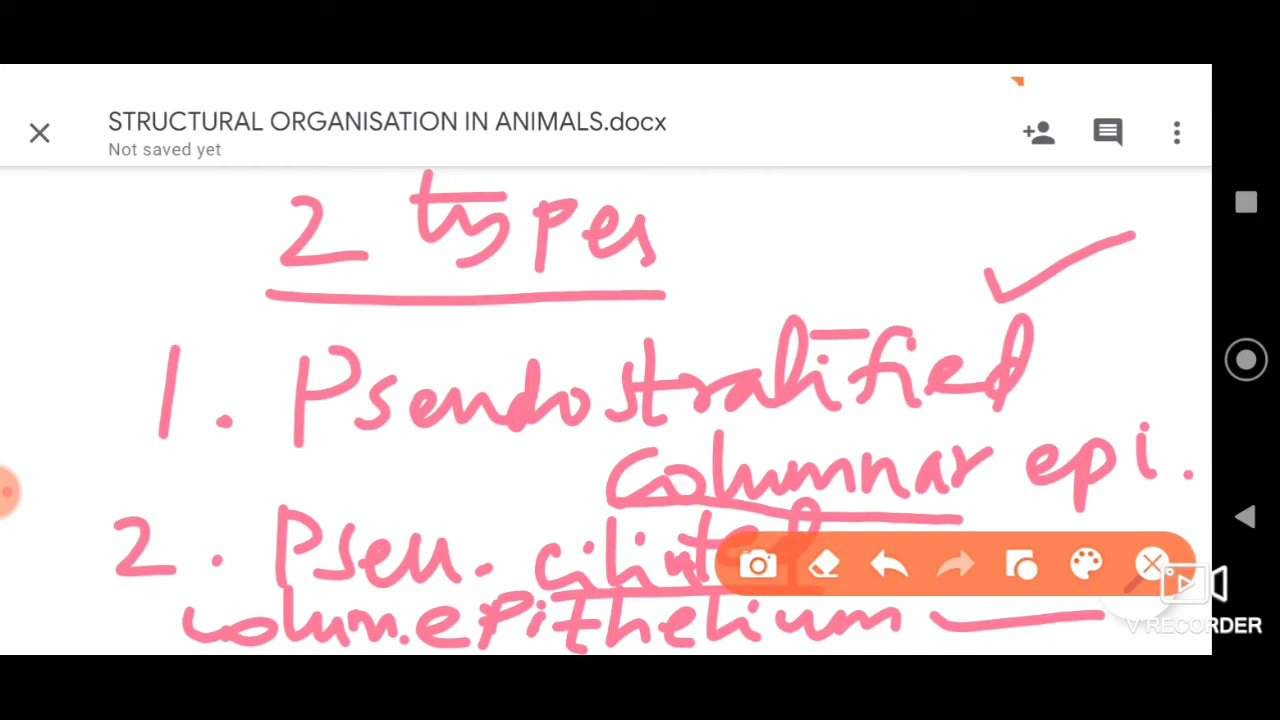 STRUCTURAL ORGANISATION IN ANIMALS.docx
Not saved yet
2 types
1. Pseudostratified
columnar epi.
2. Pseu. ciliated
colum.epithelium
V RECORDER